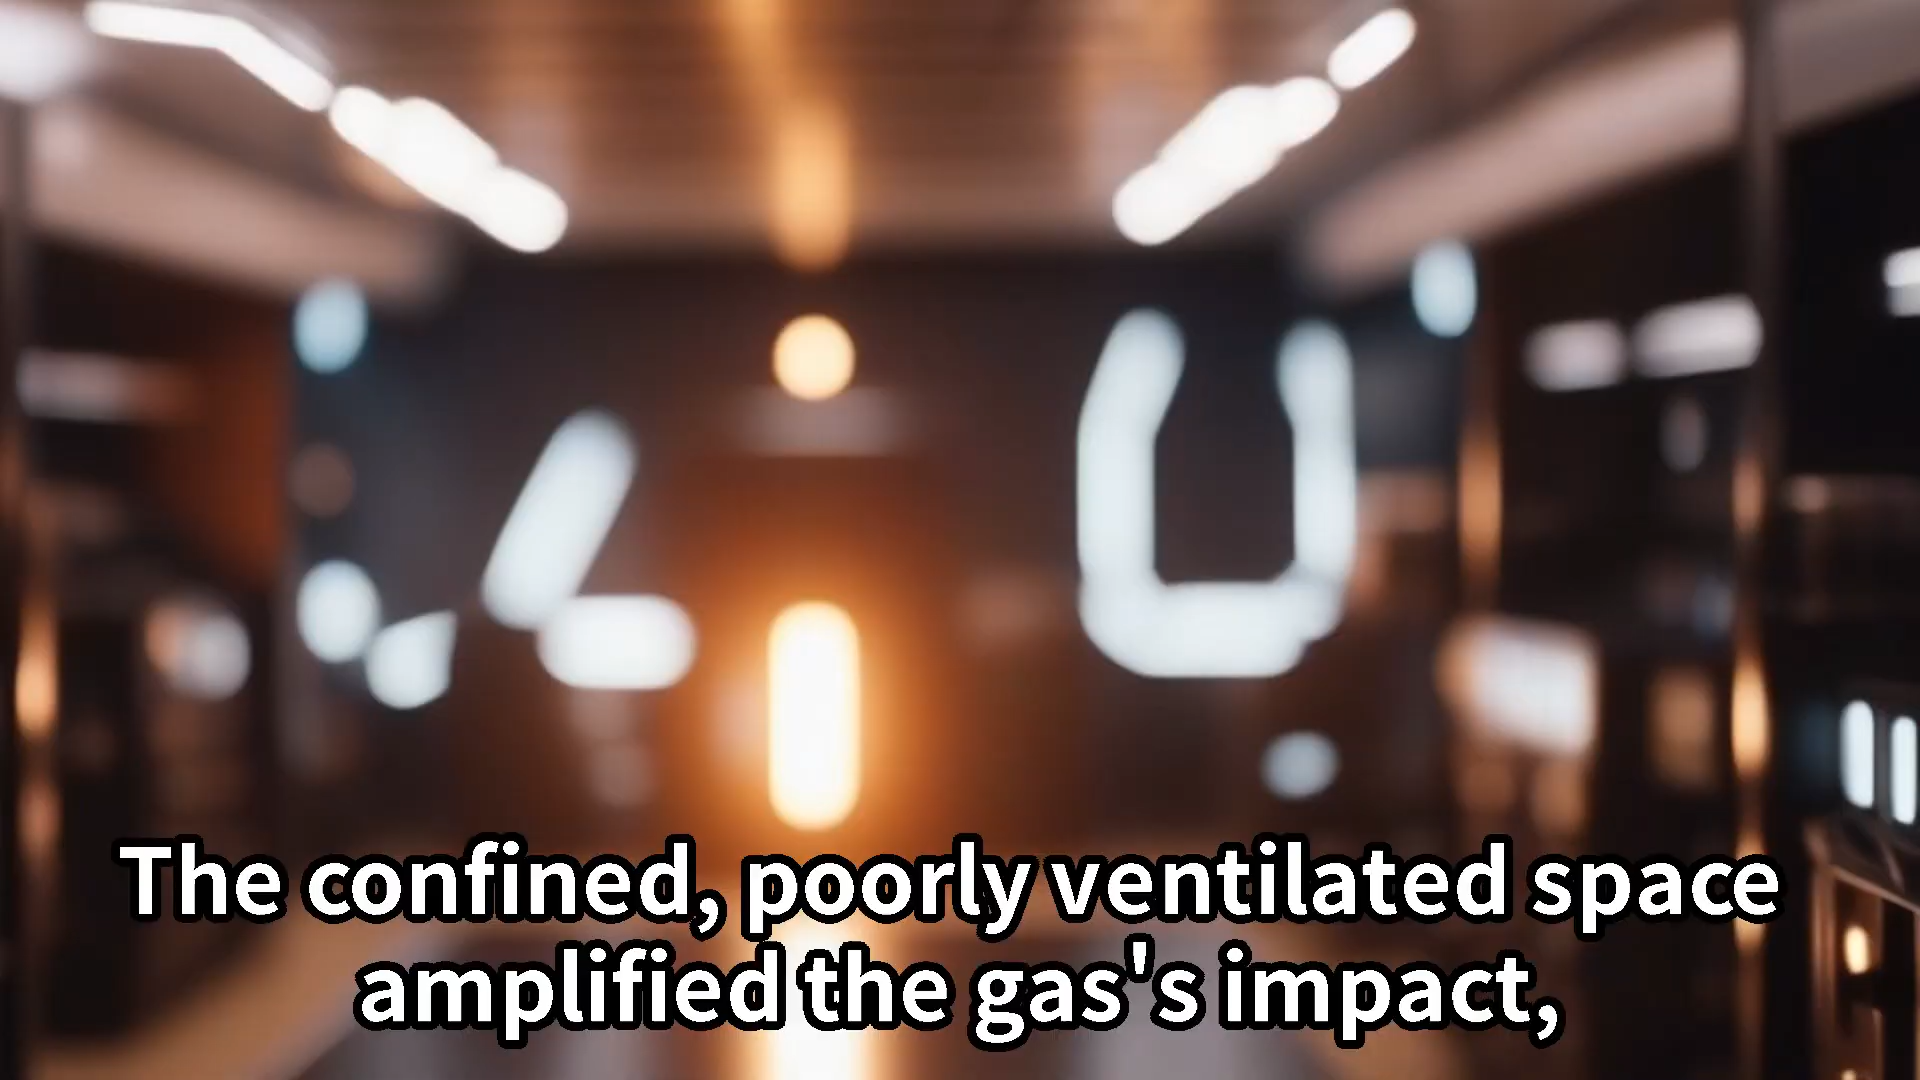 The confined, poorly ventilated space
amplified the gas's impact,